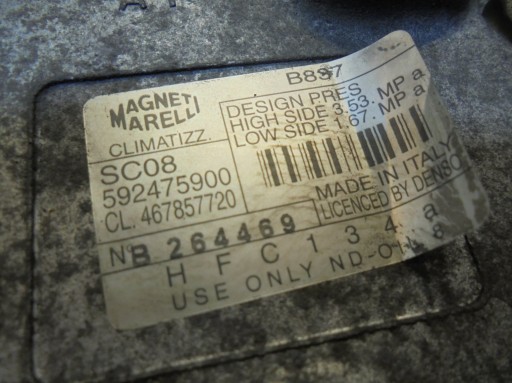 B8S7
MAGNETI
MARELLI
CLIMATIZZ.
DESIGN PRES
HIGH SIDE 3.53. MP a
LOW SIDE 1.67. MP a
SC08
592475900
CL. 467857720
MADE IN ITALY
LICENCED BY DENSO
Nº B 264469
HFC134a
USE ONLY ND-OIL 8